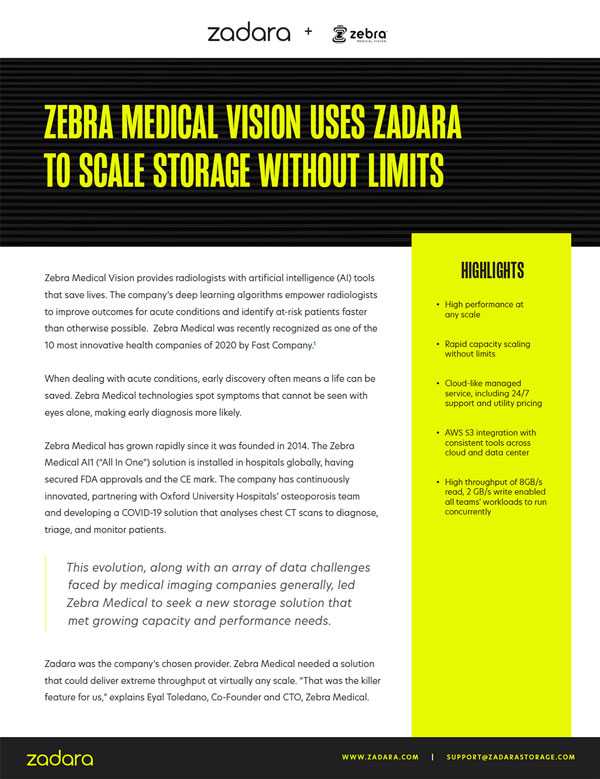 zadara + zebra
MEDICAL VISION
ZEBRA MEDICAL VISION USES ZADARA
TO SCALE STORAGE WITHOUT LIMITS
Zebra Medical Vision provides radiologists with artificial intelligence (AI) tools
that save lives. The company's deep learning algorithms empower radiologists
to improve outcomes for acute conditions and identify at-risk patients faster
than otherwise possible. Zebra Medical was recently recognized as one of the
10 most innovative health companies of 2020 by Fast Company.¹
When dealing with acute conditions, early discovery often means a life can be
saved. Zebra Medical technologies spot symptoms that cannot be seen with
eyes alone, making early diagnosis more likely.
Zebra Medical has grown rapidly since it was founded in 2014. The Zebra
Medical AI1 ("All In One") solution is installed in hospitals globally, having
secured FDA approvals and the CE mark. The company has continuously
innovated, partnering with Oxford University Hospitals' osteoporosis team
and developing a COVID-19 solution that analyses chest CT scans to diagnose,
triage, and monitor patients.
This evolution, along with an array of data challenges
faced by medical imaging companies generally, led
Zebra Medical to seek a new storage solution that
met growing capacity and performance needs.
Zadara was the company's chosen provider. Zebra Medical needed a solution
that could deliver extreme throughput at virtually any scale. "That was the killer
feature for us," explains Eyal Toledano, Co-Founder and CTO, Zebra Medical.
HIGHLIGHTS
• High performance at
any scale
• Rapid capacity scaling
without limits
• Cloud-like managed
service, including 24/7
support and utility pricing
• AWS S3 integration with
consistent tools across
cloud and data center
• High throughput of 8GB/s
read, 2 GB/s write enabled
all teams' workloads to run
concurrently
zadara
WWW.ZADARA.COM | SUPPORT@ZADARASTORAGE.COM